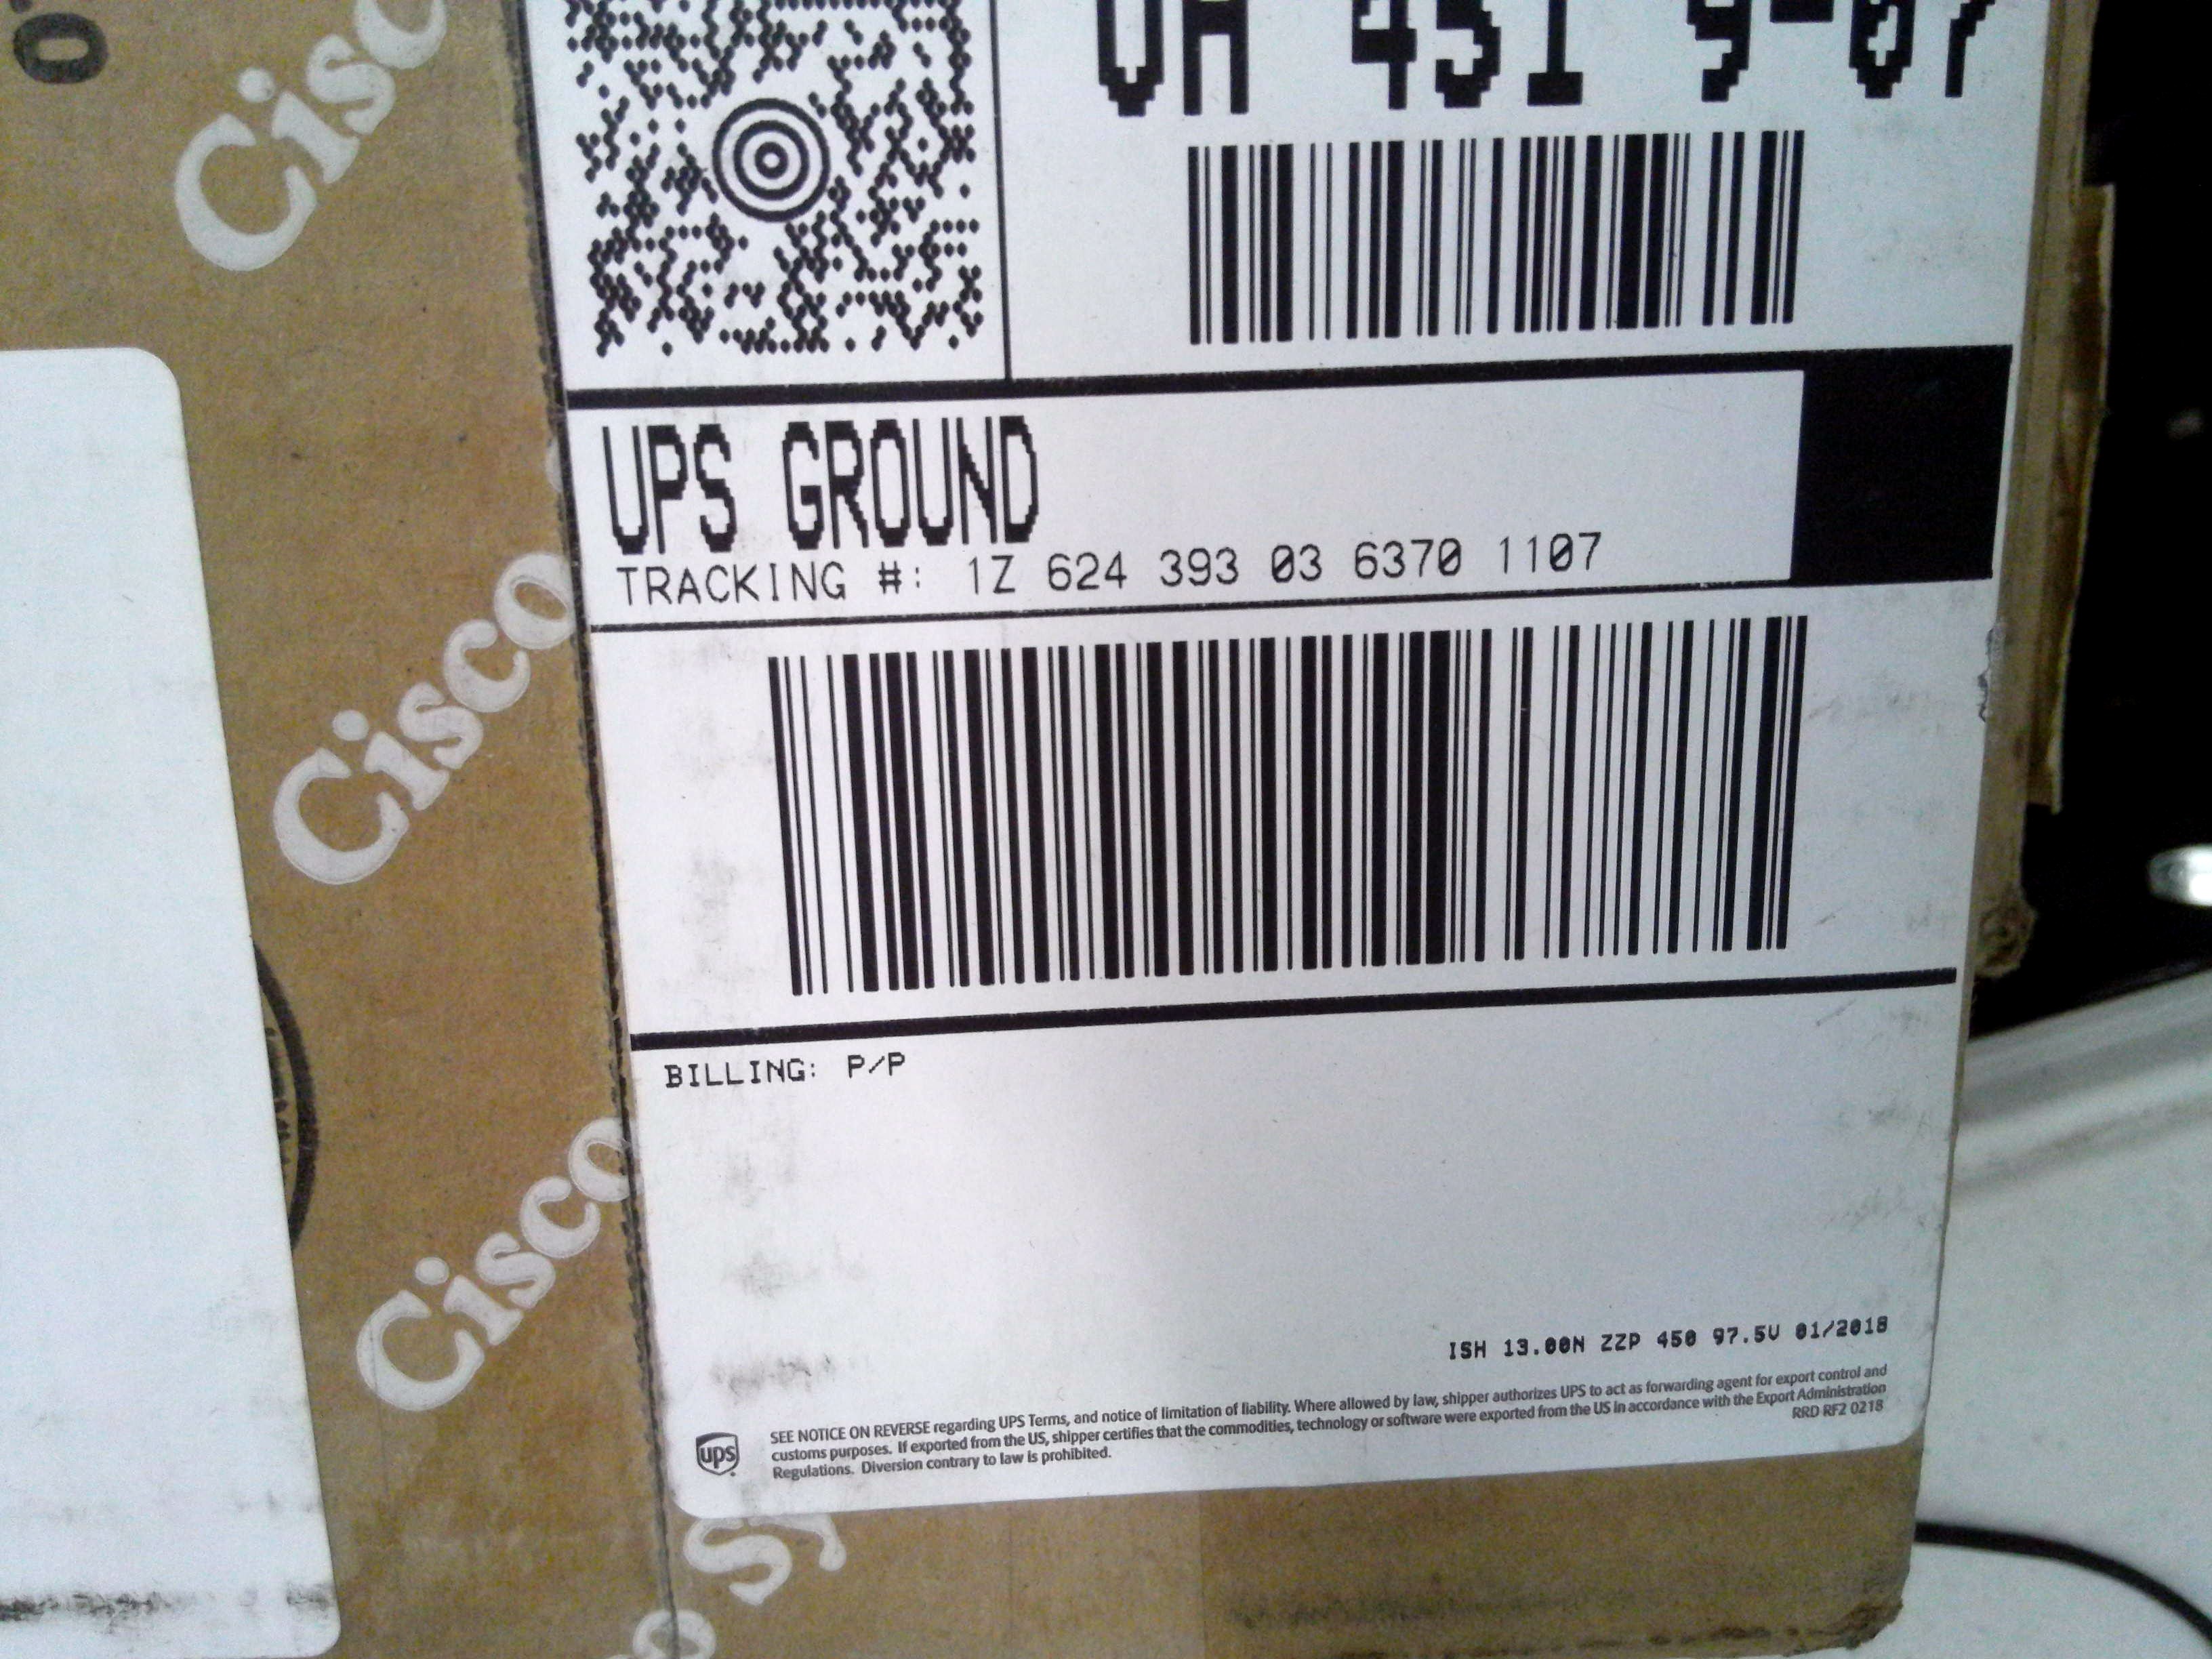 Cisco
UPS GROUND
TRACKING #: 1Z 624 393 03 6370 1107
Cisco
BILLING: P/P
Cisco
ISH 13.00N ZZP 450 97.5V 01/2018
ups
SEE NOTICE ON REVERSE regarding UPS Terms, and notice of limitation of liability. Where allowed by law, shipper authorizes UPS to act as forwarding agent for export control and
customs purposes. If exported from the US, shipper certifies that the commodities, technology or software were exported from the US in accordance with the Export Administration
Regulations. Diversion contrary to law is prohibited.
RRD RF2 0218